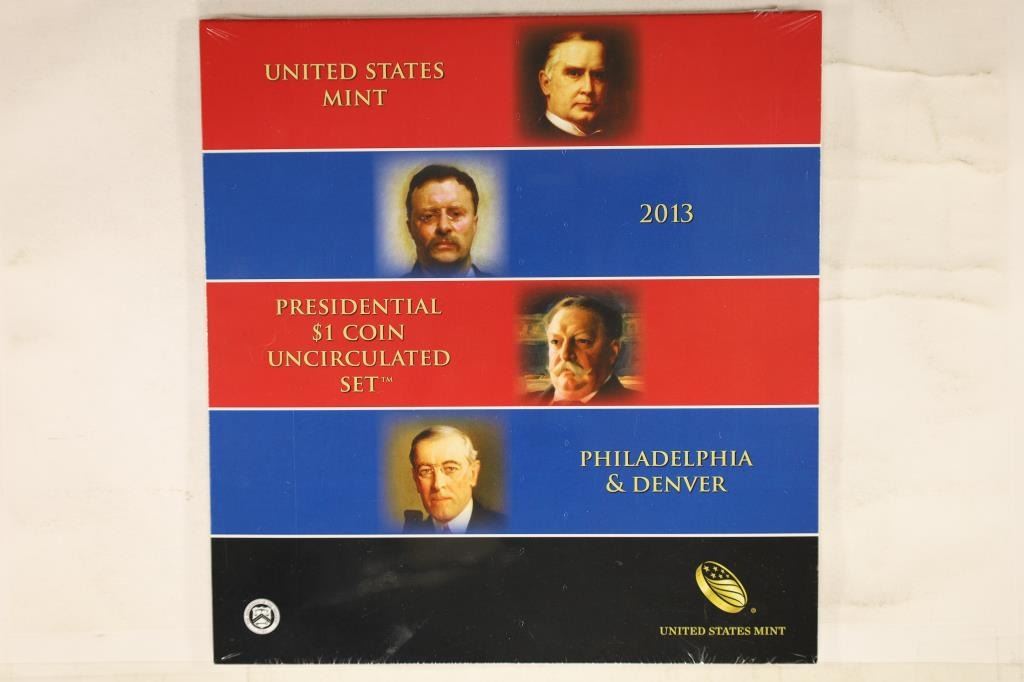 UNITED STATES
MINT
2013
PRESIDENTIAL
$1 COIN
UNCIRCULATED
SET™
PHILADELPHIA
& DENVER
®
UNITED STATES MINT